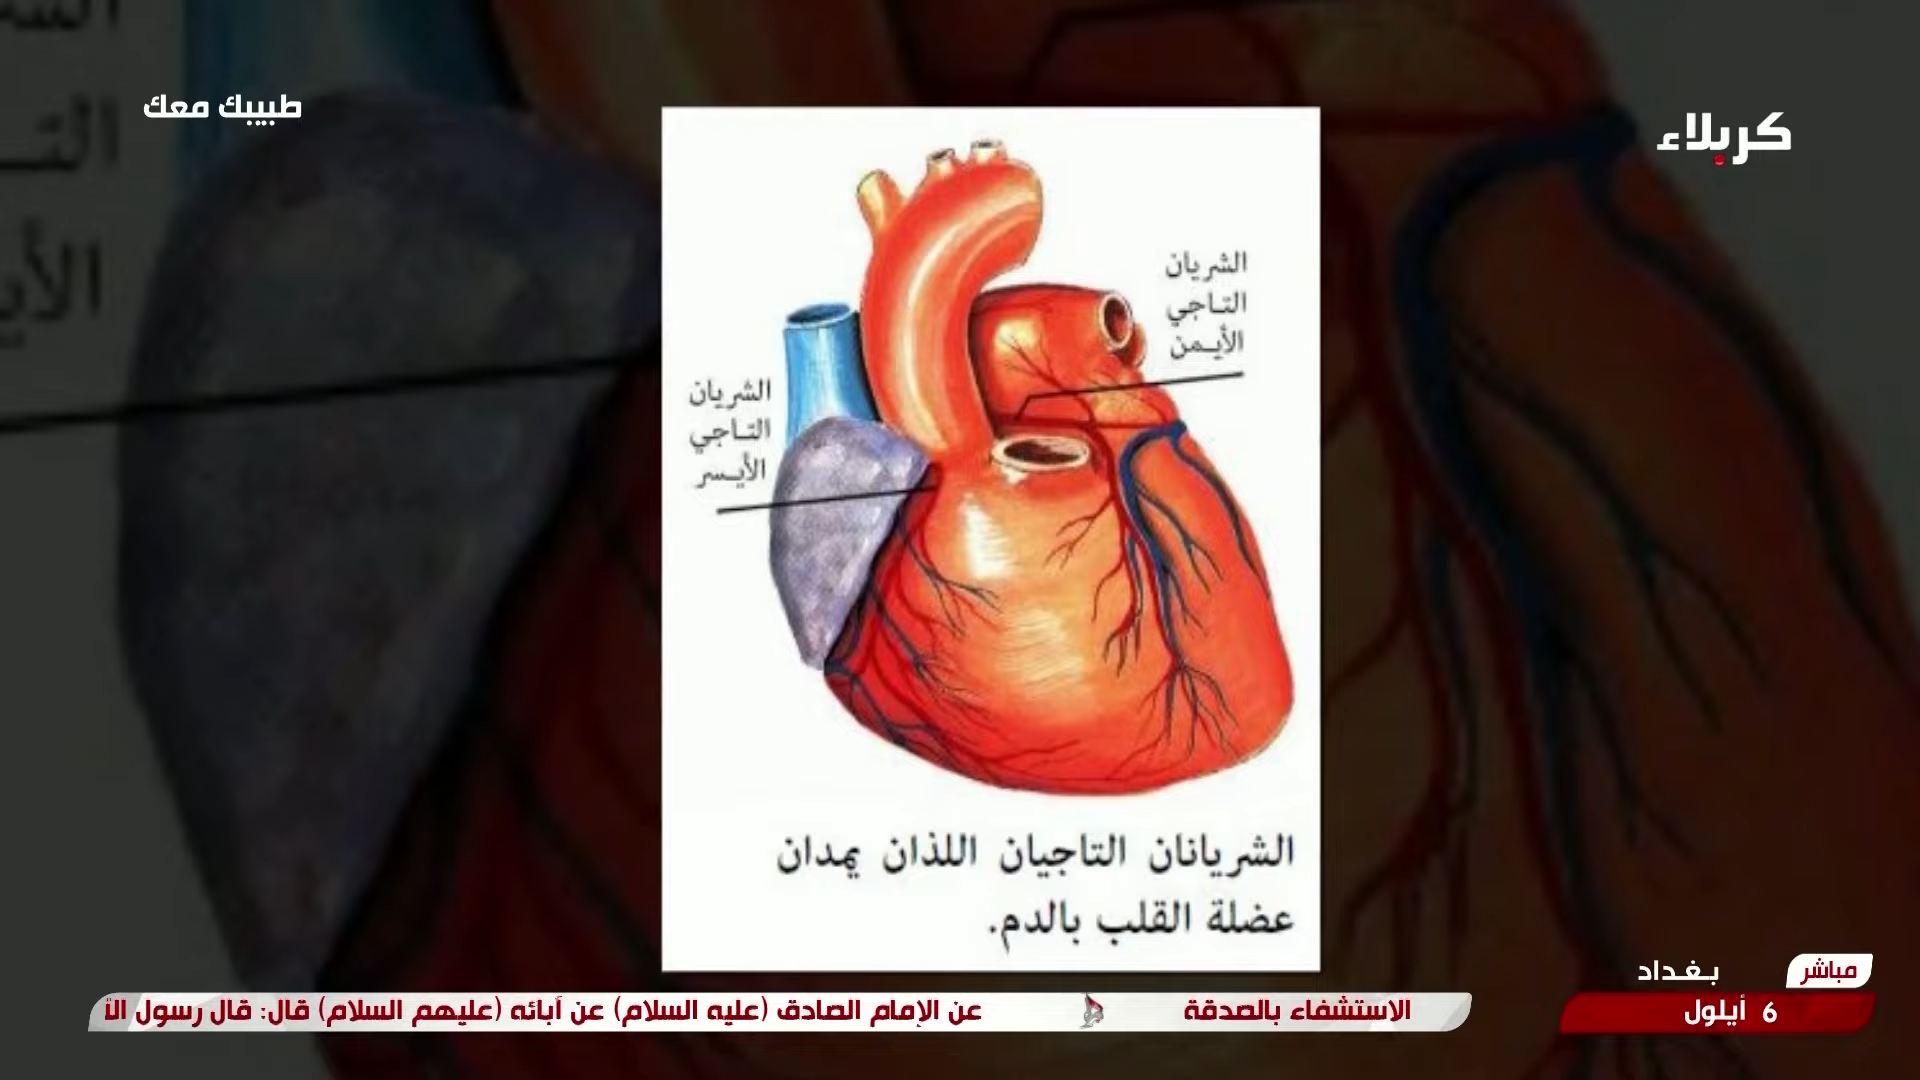 طبيبك معك
كربلاء
الشريان
التاجي
الأيمن
الشريان
التاجي
الأيسر
الشريانان التاجيان اللذان يمدان
عضلة القلب بالدم.
مباشر
بغداد
6 أيلول
الاستشفاء بالصدقة
عن الإمام الصادق (عليه السلام) عن آبائه (عليهم السلام) قال: قال رسول